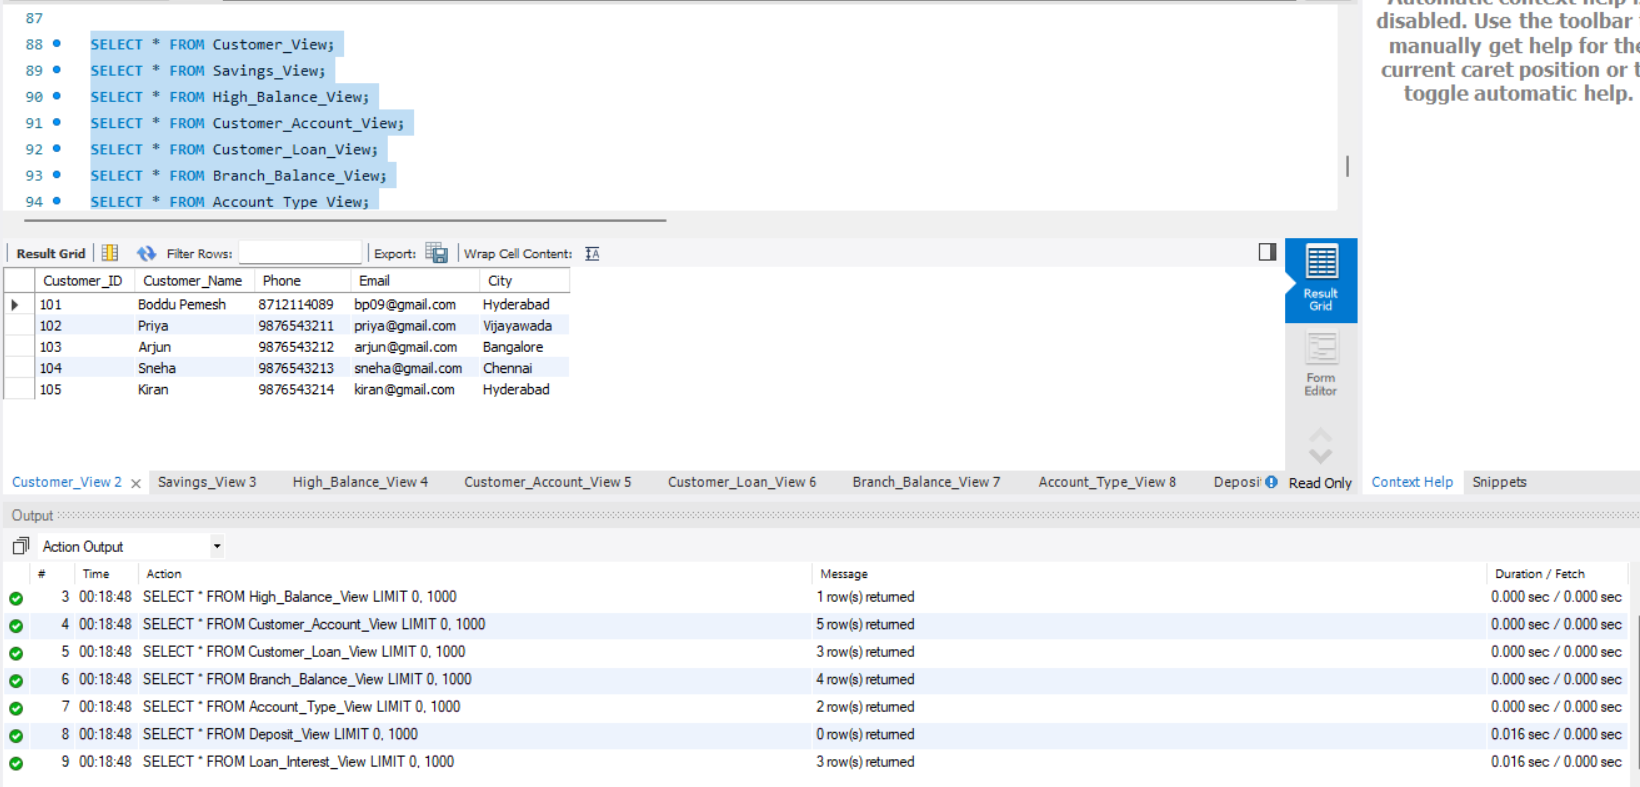 87
88 SELECT * FROM Customer_View;
89 SELECT * FROM Savings_View;
90 SELECT * FROM High_Balance_View;
91 SELECT * FROM Customer_Account_View;
92 SELECT * FROM Customer_Loan_View;
93 SELECT * FROM Branch_Balance_View;
94 SELECT * FROM Account_Type_View;
Automatic context help
disabled. Use the toolbar
manually get help for the
current caret position or
toggle automatic help.
Result Grid Filter Rows: Export: Wrap Cell Content:
Customer_ID Customer_Name Phone Email City
101 Boddu Pemesh 8712114089 bp09@gmail.com Hyderabad
102 Priya 9876543211 priya@gmail.com Vijayawada
103 Arjun 9876543212 arjun@gmail.com Bangalore
104 Sneha 9876543213 sneha@gmail.com Chennai
105 Kiran 9876543214 kiran@gmail.com Hyderabad
Result
Grid
Form
Editor
Customer_View 2 Savings_View 3 High_Balance_View 4 Customer_Account_View 5 Customer_Loan_View 6 Branch_Balance_View 7 Account_Type_View 8 Deposi Read Only Context Help Snippets
Output
Action Output
# Time Action Message Duration / Fetch
3 00:18:48 SELECT * FROM High_Balance_View LIMIT 0, 1000 1 row(s) returned 0.000 sec / 0.000 sec
4 00:18:48 SELECT * FROM Customer_Account_View LIMIT 0, 1000 5 row(s) returned 0.000 sec / 0.000 sec
5 00:18:48 SELECT * FROM Customer_Loan_View LIMIT 0, 1000 3 row(s) returned 0.000 sec / 0.000 sec
6 00:18:48 SELECT * FROM Branch_Balance_View LIMIT 0, 1000 4 row(s) returned 0.000 sec / 0.000 sec
7 00:18:48 SELECT * FROM Account_Type_View LIMIT 0, 1000 2 row(s) returned 0.000 sec / 0.000 sec
8 00:18:48 SELECT * FROM Deposit_View LIMIT 0, 1000 0 row(s) returned 0.016 sec / 0.000 sec
9 00:18:48 SELECT * FROM Loan_Interest_View LIMIT 0, 1000 3 row(s) returned 0.016 sec / 0.000 sec